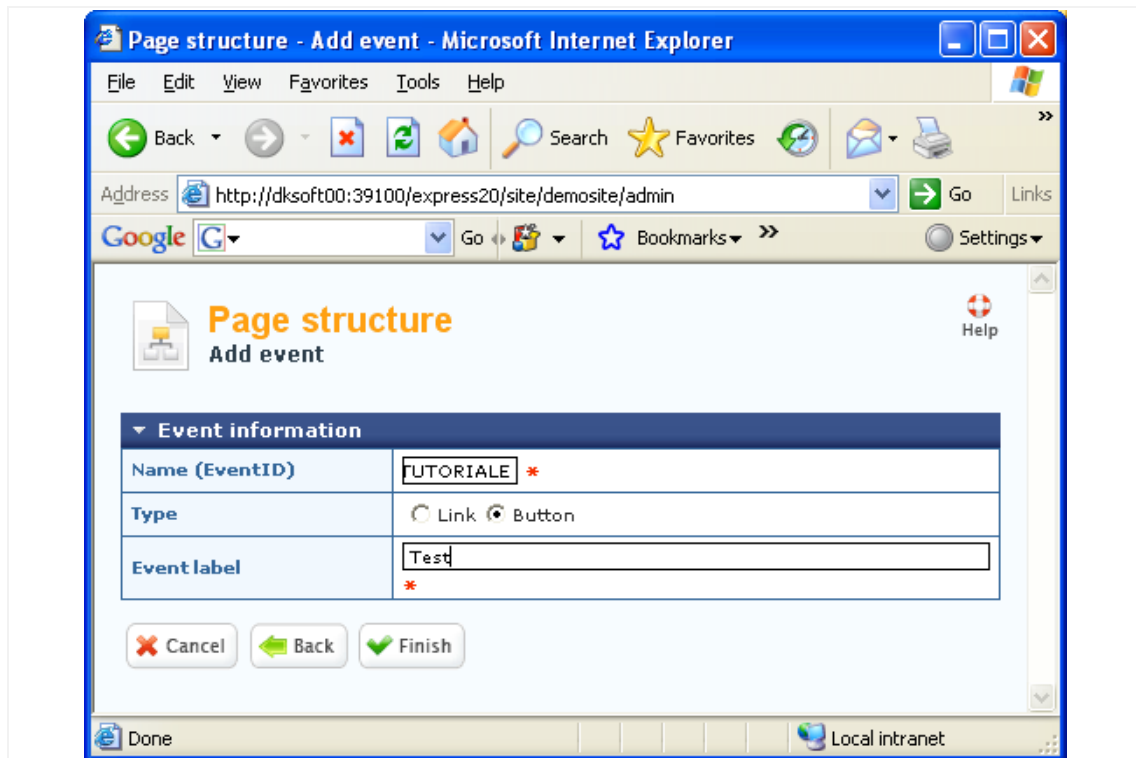 Page structure - Add event - Microsoft Internet Explorer
File Edit View Favorites Tools Help
Back Search Favorites »
Address http://dksoft00:39100/express20/site/demosite/admin Go Links
Google G Go Bookmarks » Settings
Page structure
Help
Add event
Event information
Name (EventID) TUTORIALE *
Type Link Button
Event label Test
*
Cancel Back Finish
Done Local intranet